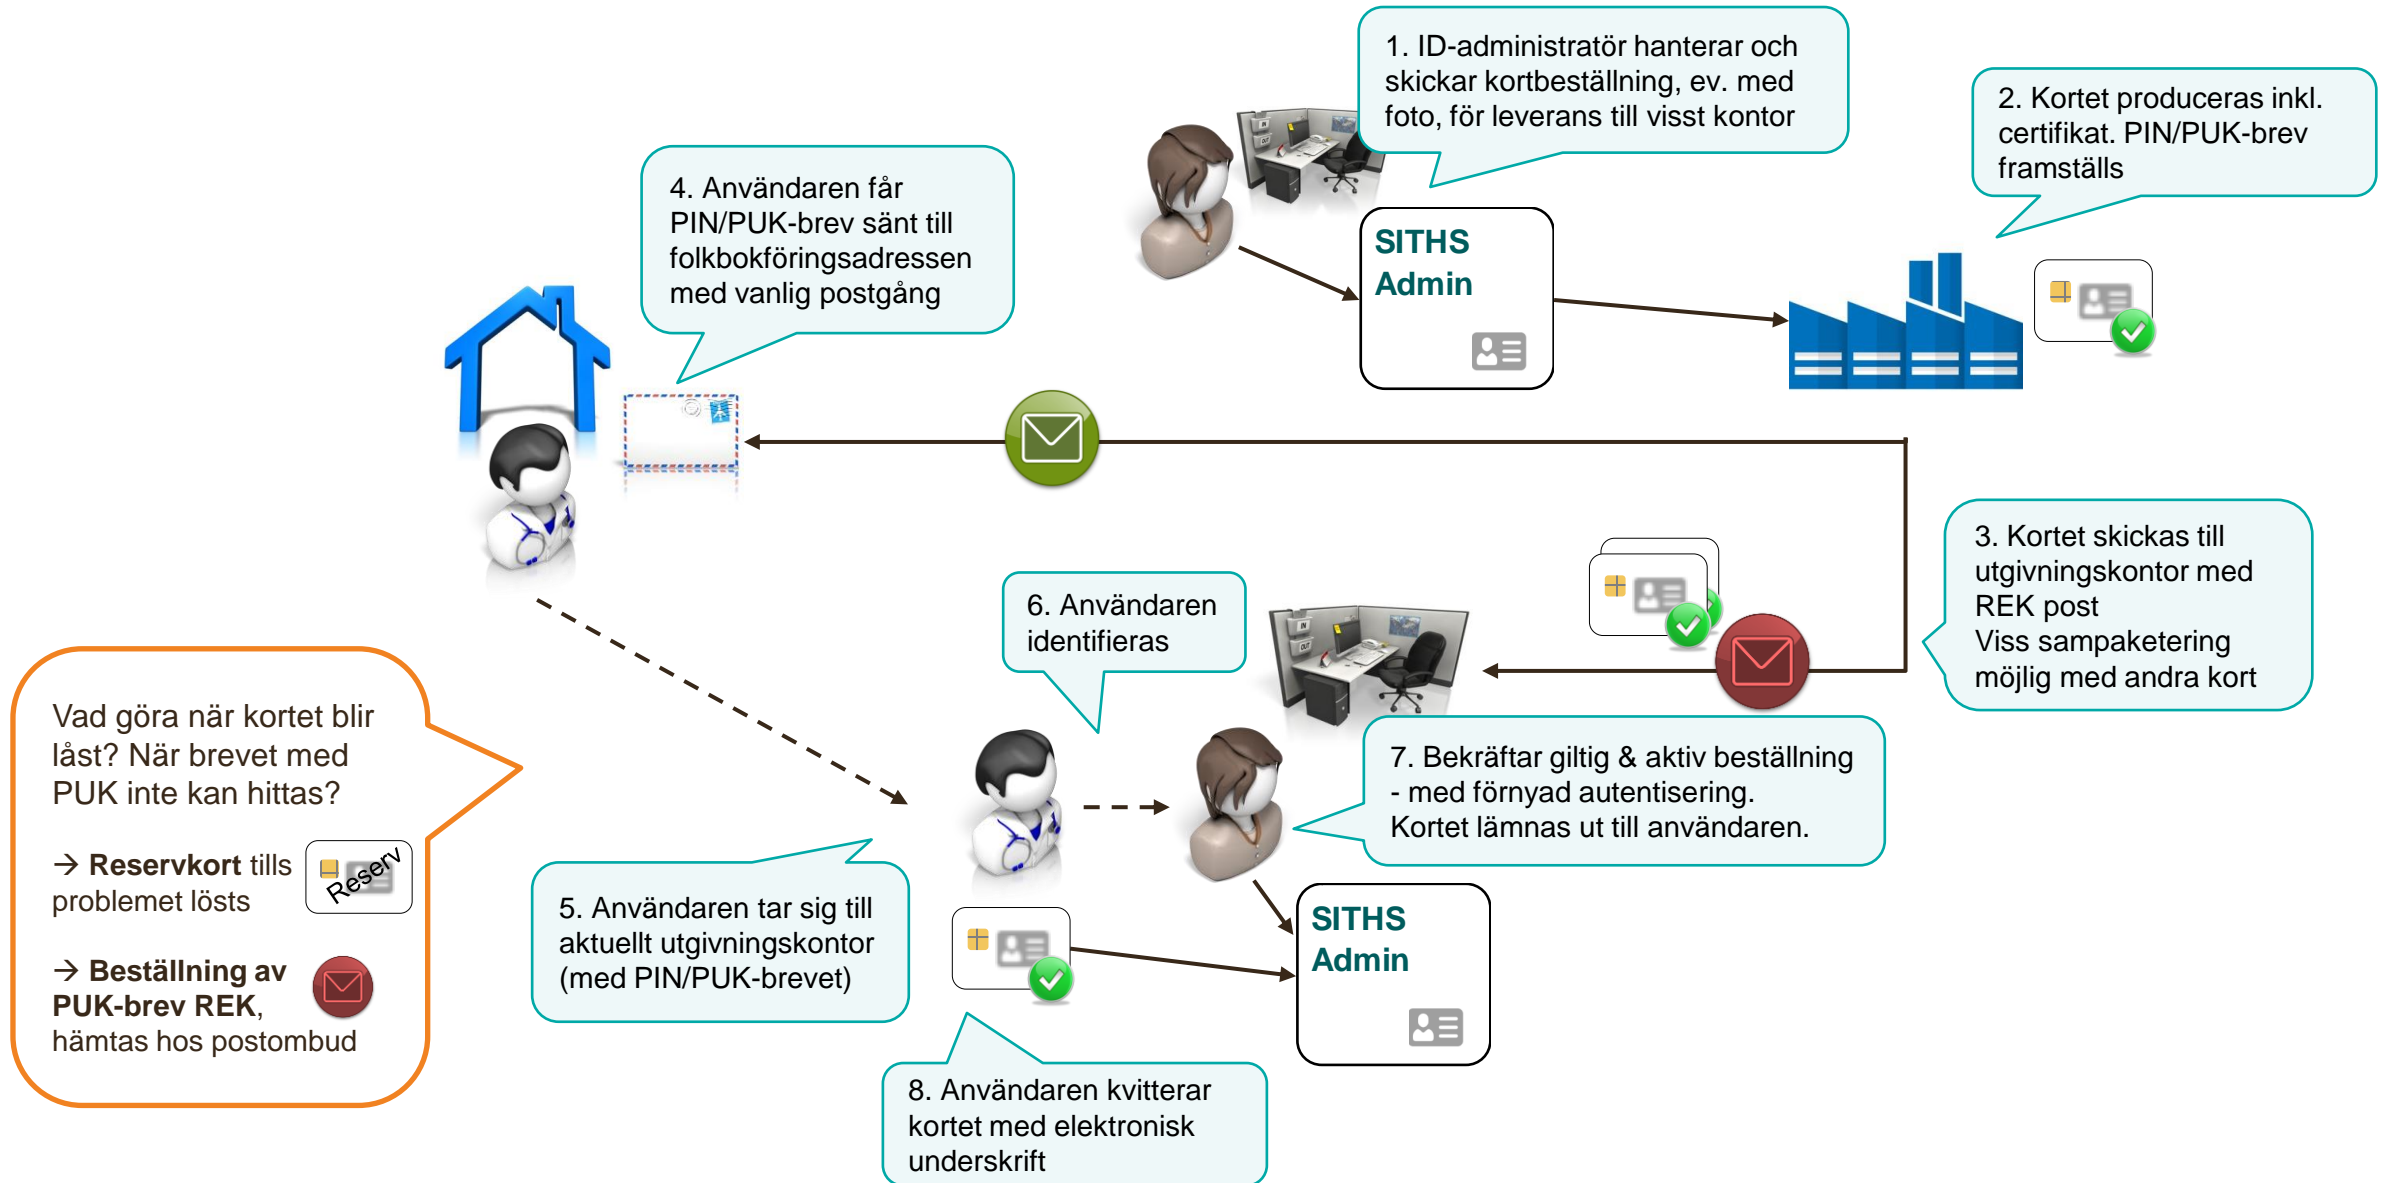 1. ID-administratör hanterar och
skickar kortbeställning, ev. med
foto, för leverans till visst kontor
2. Kortet produceras inkl.
certifikat. PIN/PUK-brev
framställs
4. Användaren får
PIN/PUK-brev sänt till
folkbokföringsadressen
med vanlig postgång
SITHS
Admin
3. Kortet skickas till
utgivningskontor med
REK post
Viss sampaketering
möjlig med andra kort
6. Användaren
identifieras
IN
OUT
Vad göra när kortet blir
låst? När brevet med
PUK inte kan hittas?
→ Reservkort tills
problemet lösts
Reserv
→ Beställning av
PUK-brev REK,
hämtas hos postombud
7. Bekräftar giltig & aktiv beställning
- med förnyad autentisering.
Kortet lämnas ut till användaren.
5. Användaren tar sig till
aktuellt utgivningskontor
(med PIN/PUK-brevet)
SITHS
Admin
8. Användaren kvitterar
kortet med elektronisk
underskrift